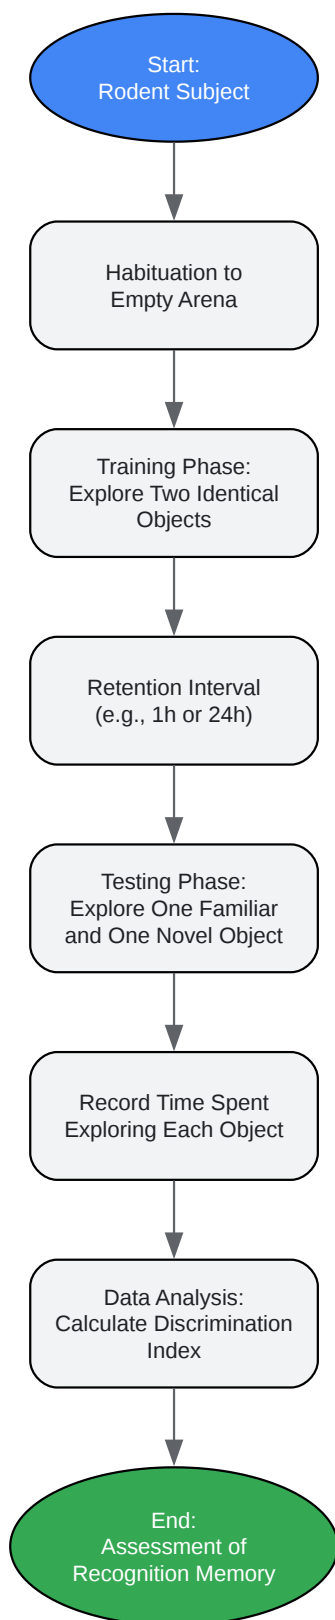 Start:
Rodent Subject
Habituation to
Empty Arena
Training Phase:
Explore Two Identical
Objects
Retention Interval
(e.g., 1h or 24h)
Testing Phase:
Explore One Familiar
and One Novel Object
Record Time Spent
Exploring Each Object
Data Analysis:
Calculate Discrimination
Index
End:
Assessment of
Recognition Memory